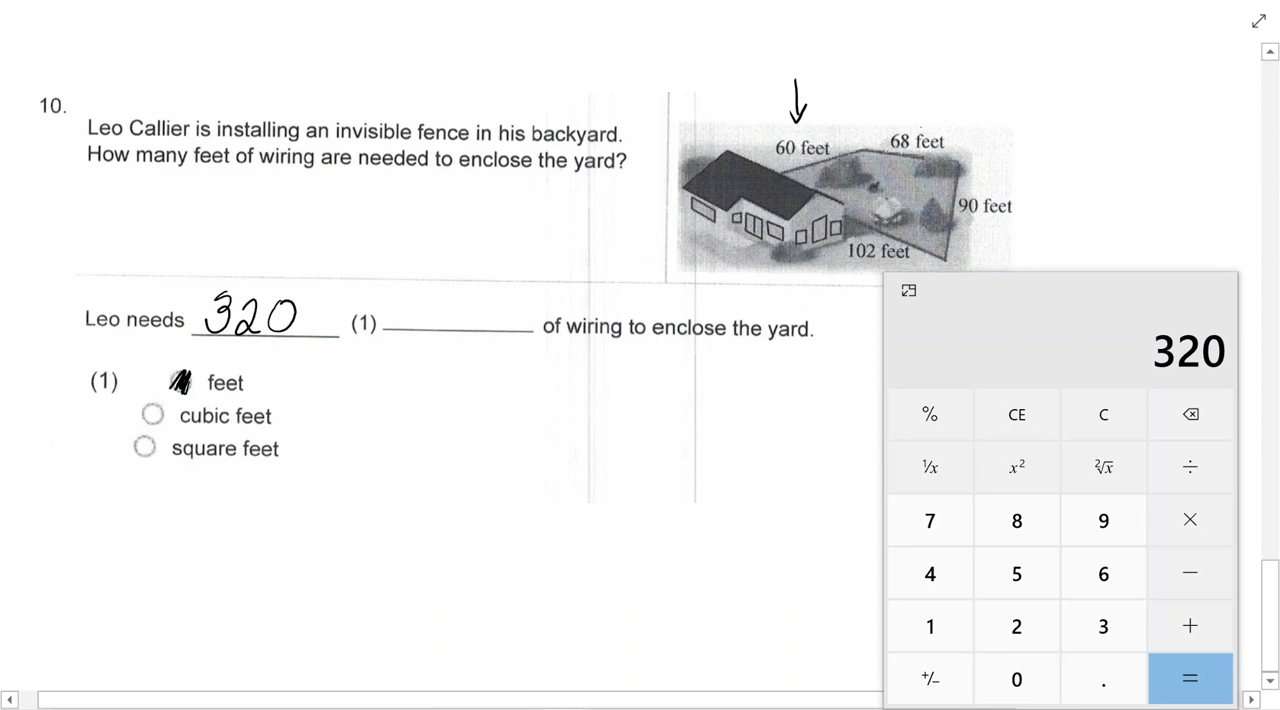 10.
Leo Callier is installing an invisible fence in his backyard.
How many feet of wiring are needed to enclose the yard?
60 feet
68 feet
90 feet
102 feet
Leo needs 320 (1) of wiring to enclose the yard.
(1) feet
cubic feet
square feet
320
% CE C
1/x x² ²√x ÷
7 8 9 ×
4 5 6 −
1 2 3 +
+/− 0 . =